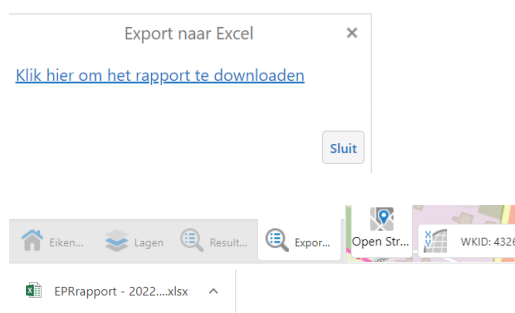 Export naar Excel ×
Klik hier om het rapport te downloaden
Sluit
Eiken... Lagen Result... Expor... Open Str... WKID: 4326
EPRrapport - 2022....xlsx